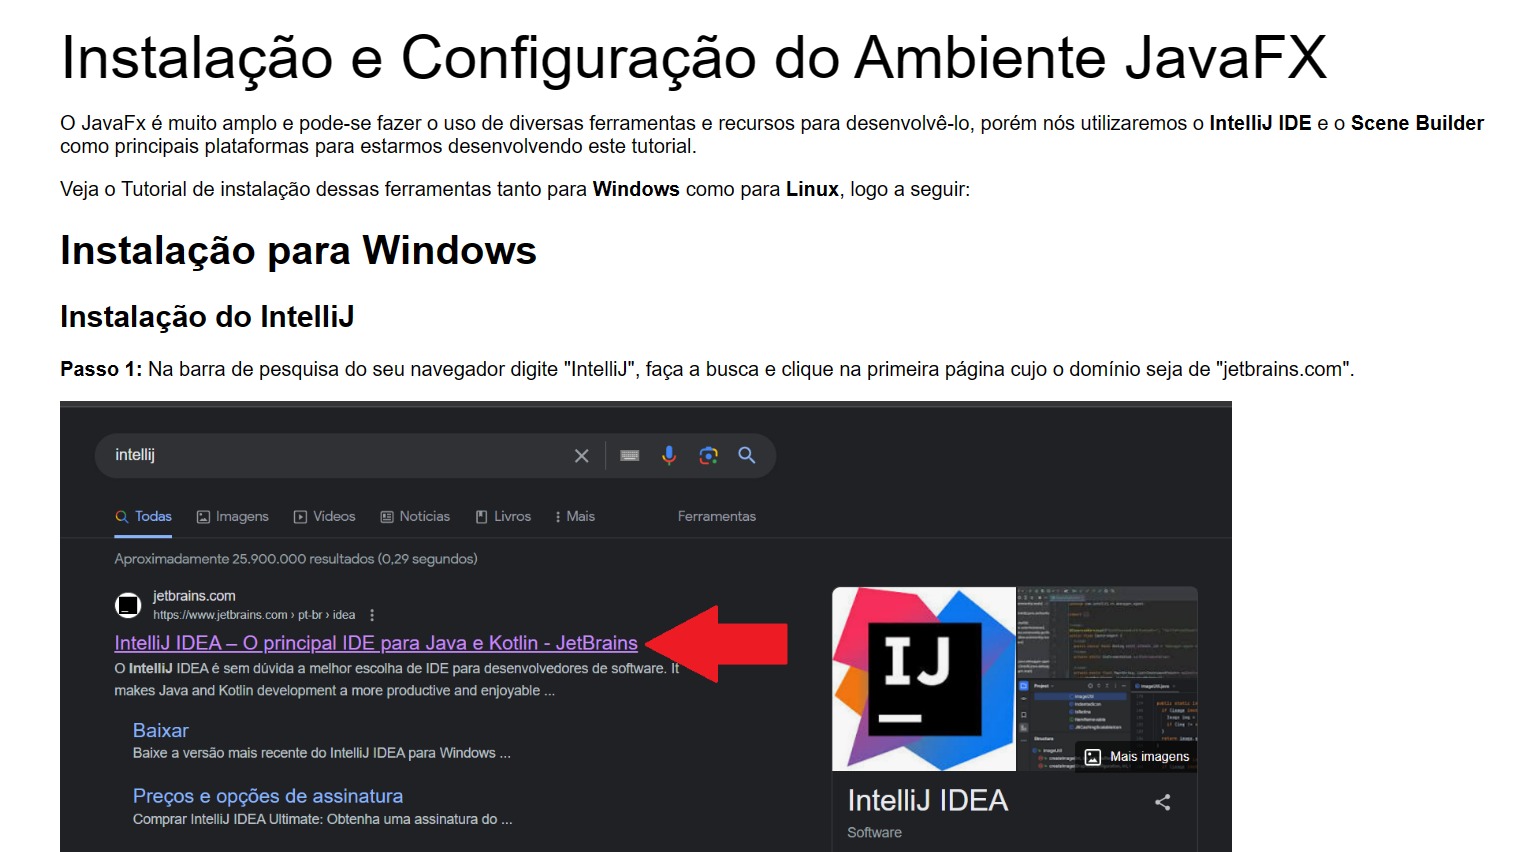 Instalação e Configuração do Ambiente JavaFX
O JavaFx é muito amplo e pode-se fazer o uso de diversas ferramentas e recursos para desenvolvê-lo, porém nós utilizaremos o IntelliJ IDE e o Scene Builder
como principais plataformas para estarmos desenvolvendo este tutorial.
Veja o Tutorial de instalação dessas ferramentas tanto para Windows como para Linux, logo a seguir:
Instalação para Windows
Instalação do IntelliJ
Passo 1: Na barra de pesquisa do seu navegador digite "IntelliJ", faça a busca e clique na primeira página cujo o domínio seja de "jetbrains.com".
intellij
Todas Imagens Vídeos Notícias Livros Mais Ferramentas
Aproximadamente 25.900.000 resultados (0,29 segundos)
jetbrains.com
https://www.jetbrains.com › pt-br › idea
IntelliJ IDEA – O principal IDE para Java e Kotlin - JetBrains
O IntelliJ IDEA é sem dúvida a melhor escolha de IDE para desenvolvedores de software. It
makes Java and Kotlin development a more productive and enjoyable ...
Baixar
Baixe a versão mais recente do IntelliJ IDEA para Windows ...
Preços e opções de assinatura
Comprar IntelliJ IDEA Ultimate: Obtenha uma assinatura do ...
IJ
Project
Structure
Mais imagens
IntelliJ IDEA
Software